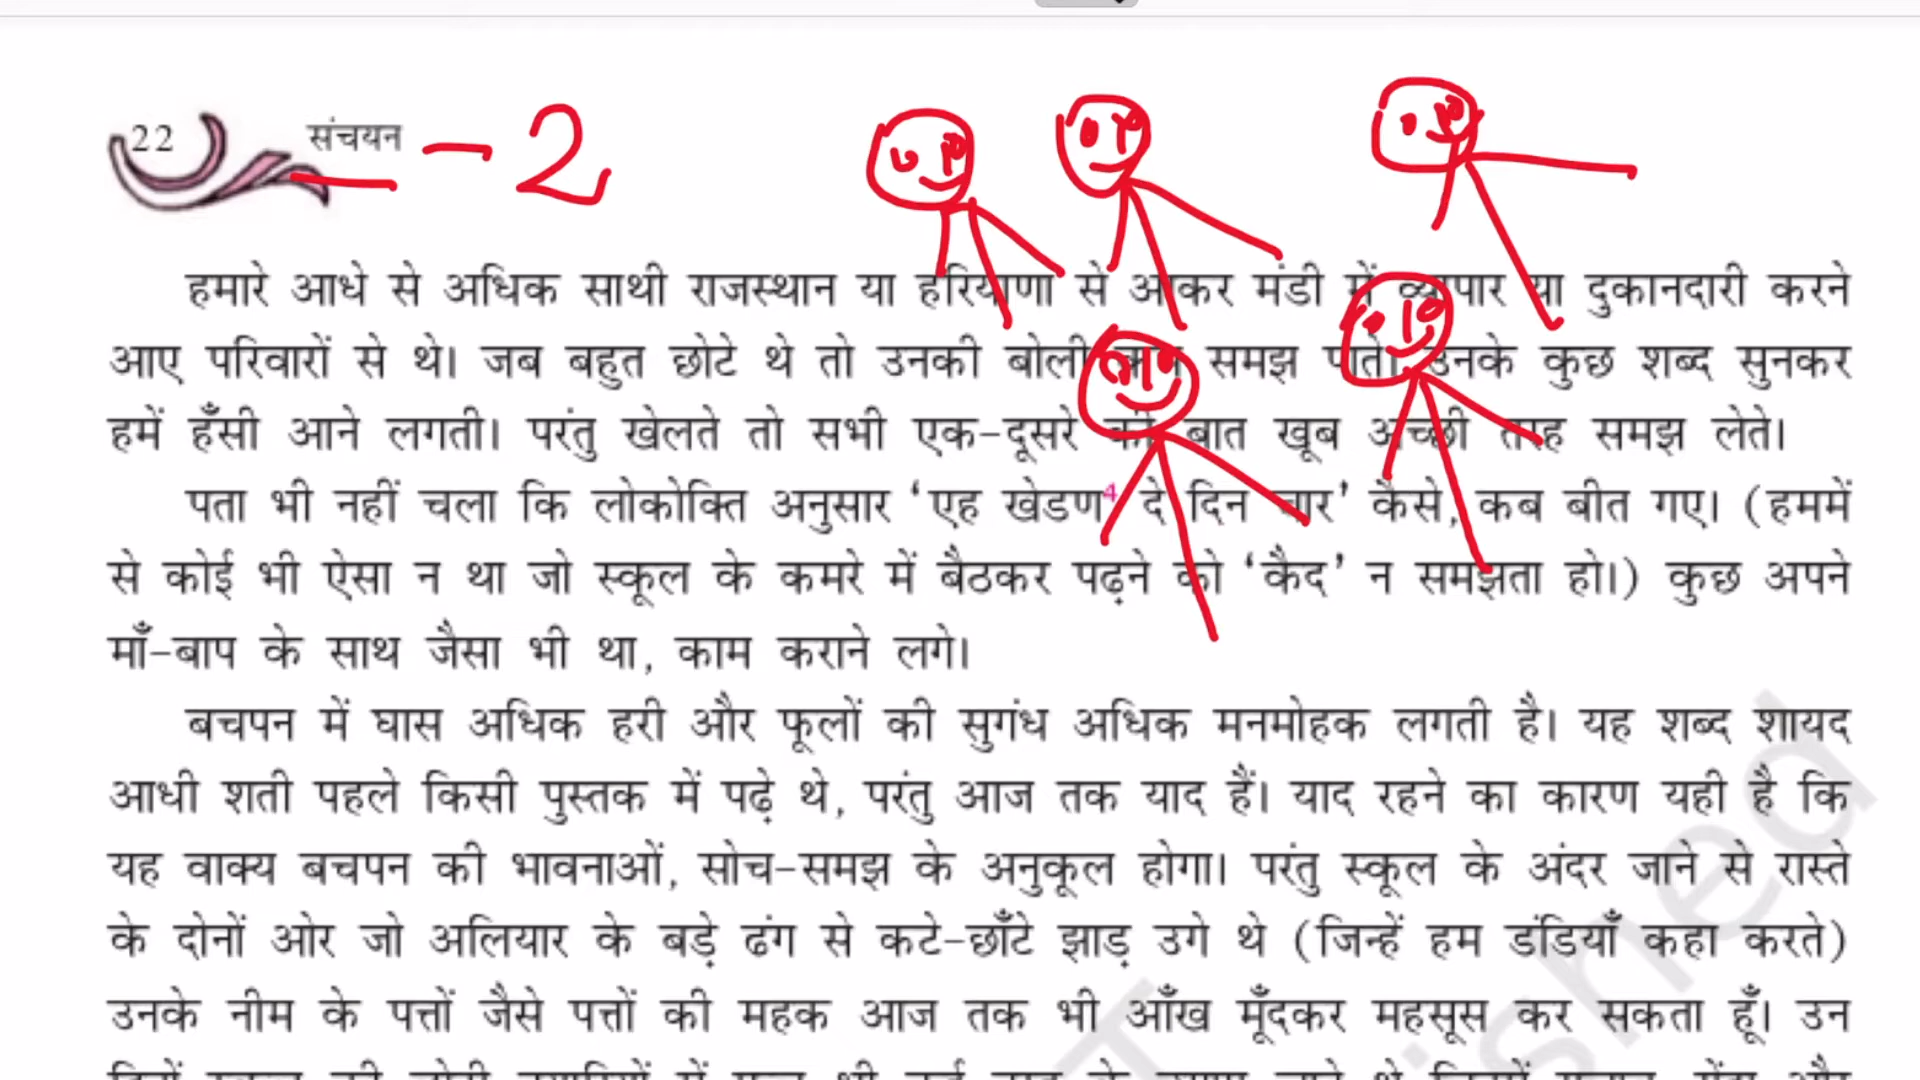 22 संचयन - 2
हमारे आधे से अधिक साथी राजस्थान या हरियाणा से आकर मंडी में व्यापार या दुकानदारी करने
आए परिवारों से थे। जब बहुत छोटे थे तो उनकी बोली समझ पाते। उनके कुछ शब्द सुनकर
हमें हँसी आने लगती। परंतु खेलते तो सभी एक-दूसरे की बात खूब अच्छी तरह समझ लेते।
पता भी नहीं चला कि लोकोक्ति अनुसार ‘एह खेडण⁴ दे दिन चार’ कैसे, कब बीत गए। (हममें
से कोई भी ऐसा न था जो स्कूल के कमरे में बैठकर पढ़ने को ‘कैद’ न समझता हो।) कुछ अपने
माँ-बाप के साथ जैसा भी था, काम कराने लगे।
बचपन में घास अधिक हरी और फूलों की सुगंध अधिक मनमोहक लगती है। यह शब्द शायद
आधी शती पहले किसी पुस्तक में पढ़े थे, परंतु आज तक याद हैं। याद रहने का कारण यही है कि
यह वाक्य बचपन की भावनाओं, सोच-समझ के अनुकूल होगा। परंतु स्कूल के अंदर जाने से रास्ते
के दोनों ओर जो अलियार के बड़े ढंग से कटे-छाँटे झाड़ उगे थे (जिन्हें हम डंडियाँ कहा करते)
उनके नीम के पत्तों जैसे पत्तों की महक आज तक भी आँख मूँदकर महसूस कर सकता हूँ। उन